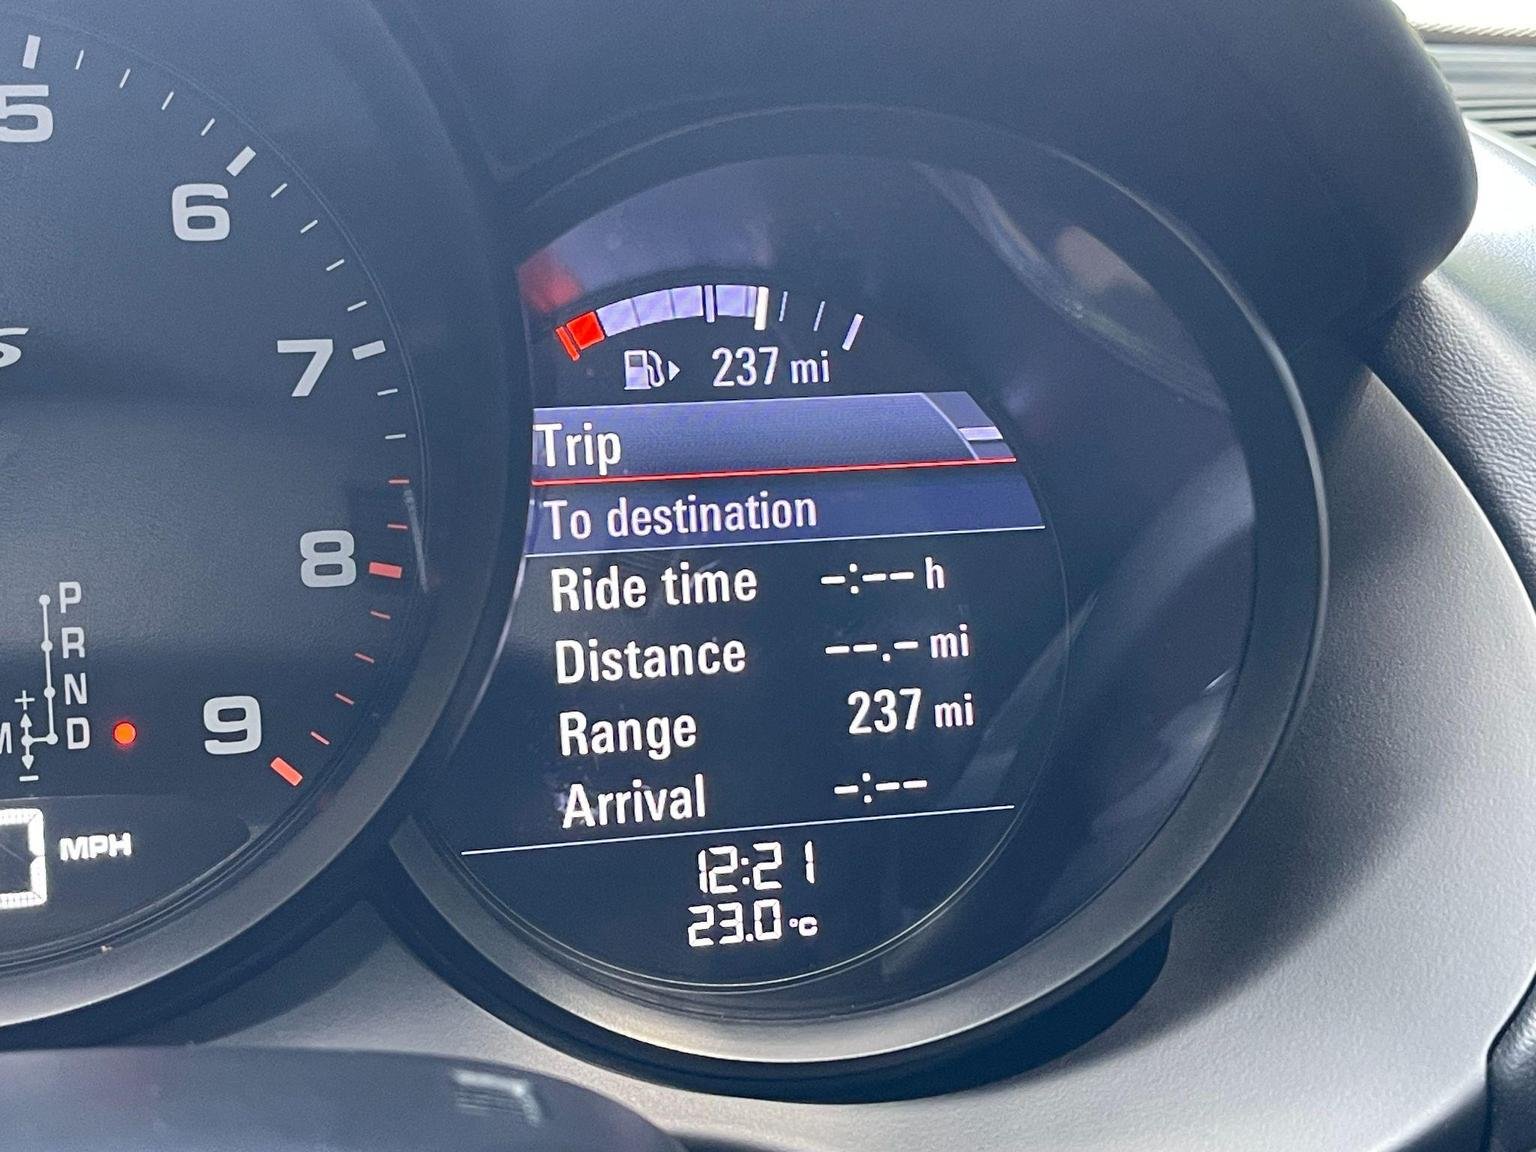 5
6
S
7
8
9
P
R
N
M D
+
-
0 MPH
237 mi
Trip
To destination
Ride time -:-- h
Distance --.- mi
Range 237 mi
Arrival -:--
12:21
23.0 °C